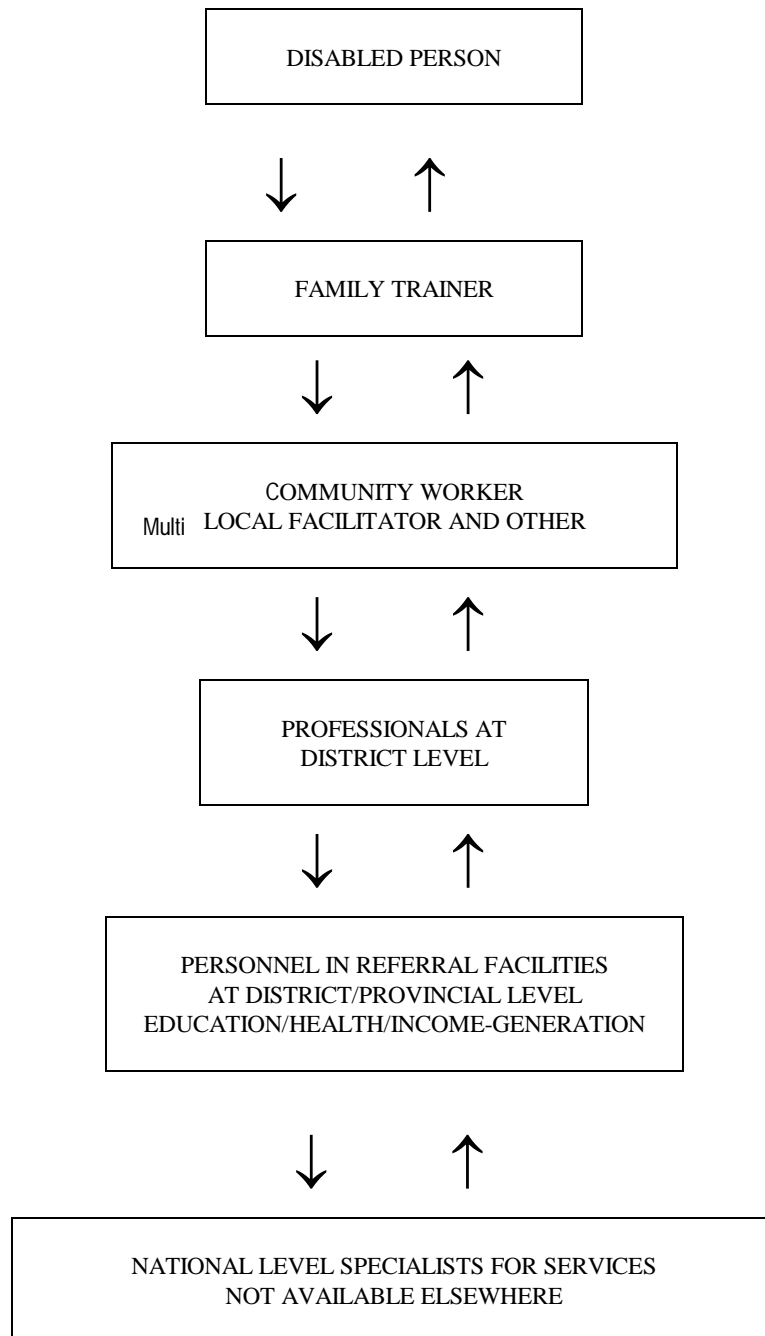 DISABLED PERSON
FAMILY TRAINER
COMMUNITY WORKER
Multi LOCAL FACILITATOR AND OTHER
PROFESSIONALS AT
DISTRICT LEVEL
PERSONNEL IN REFERRAL FACILITIES
AT DISTRICT/PROVINCIAL LEVEL
EDUCATION/HEALTH/INCOME-GENERATION
NATIONAL LEVEL SPECIALISTS FOR SERVICES
NOT AVAILABLE ELSEWHERE